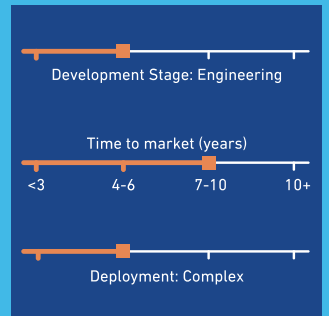 Development Stage: Engineering
Time to market (years)
<3 4-6 7-10 10+
Deployment: Complex